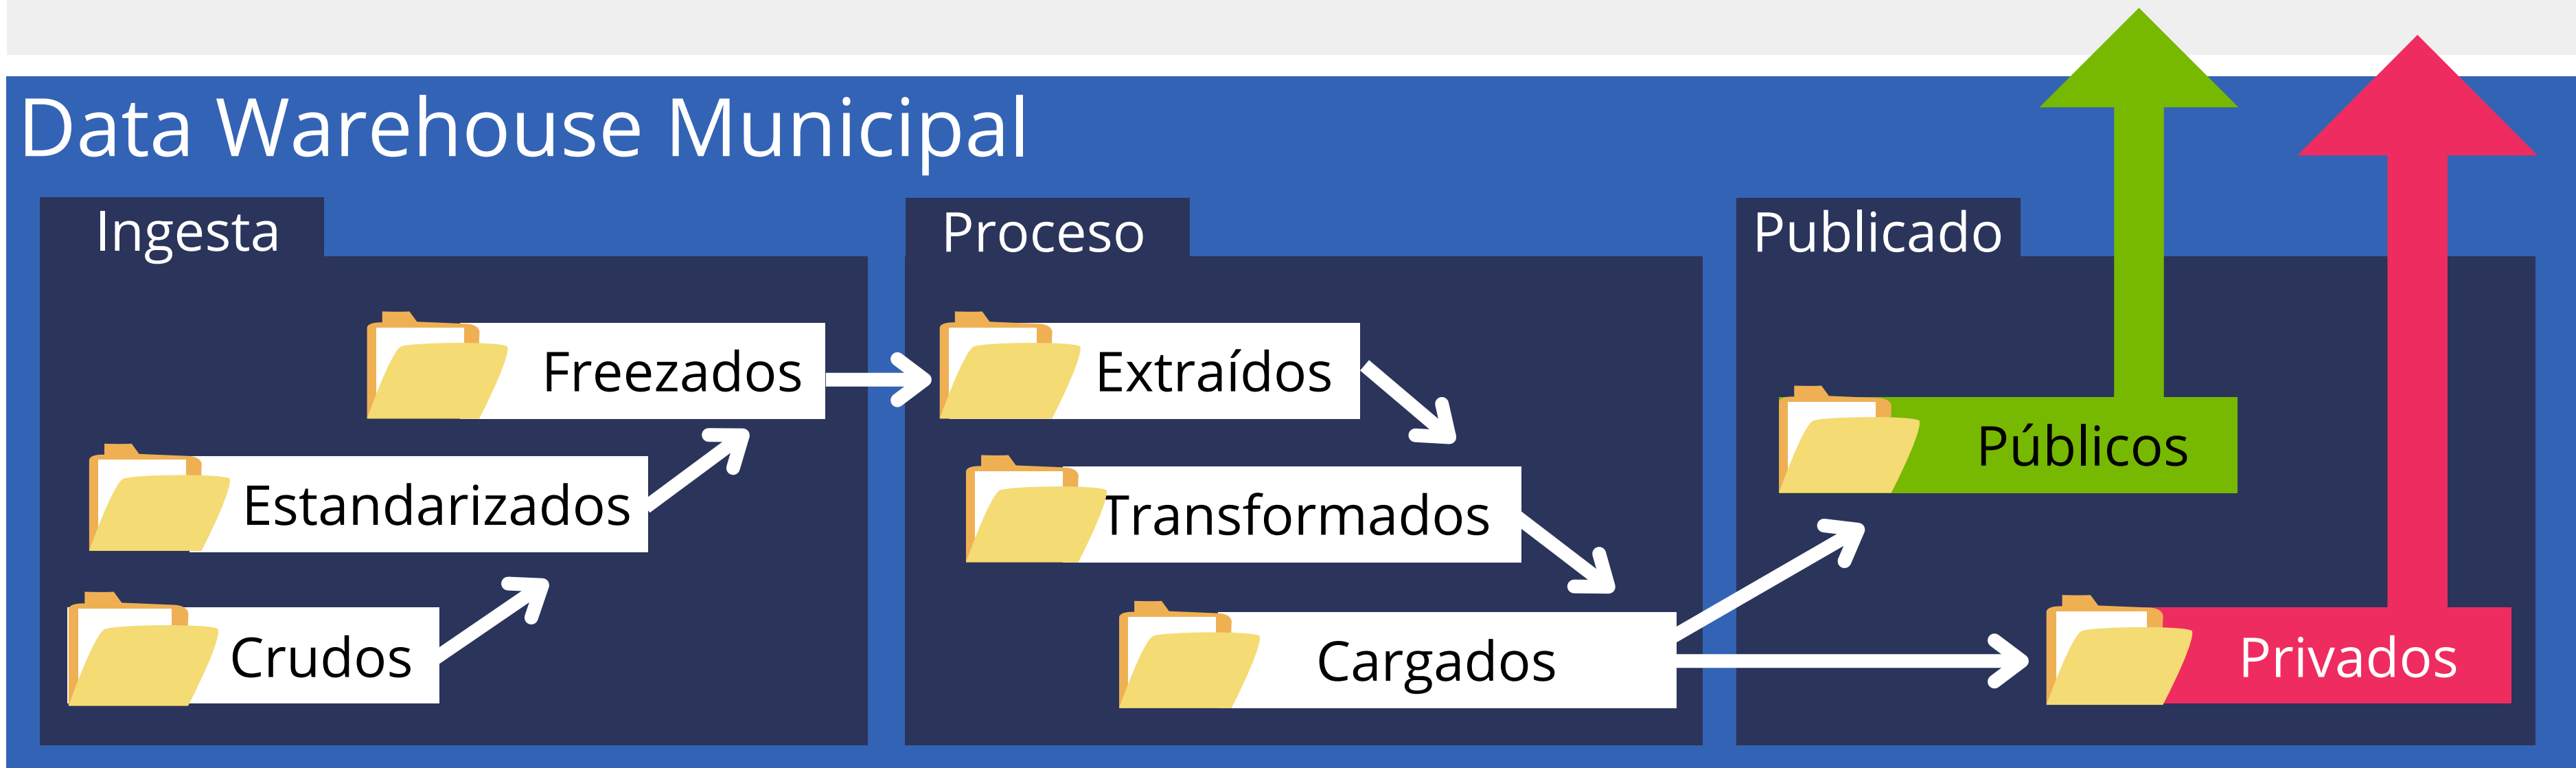 Data Warehouse Municipal
Ingesta
Freezados
Estandarizados
Crudos
Proceso
Extraídos
Transformados
Cargados
Publicado
Públicos
Privados